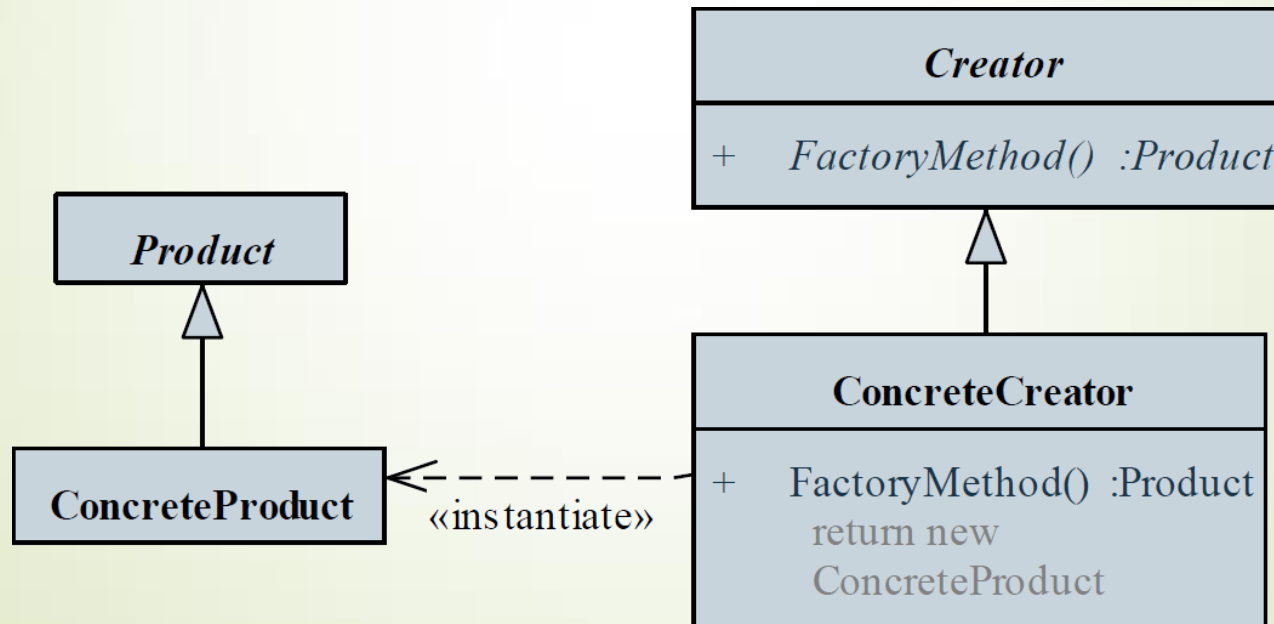 Creator
+ FactoryMethod() :Product
Product
ConcreteCreator
ConcreteProduct
«instantiate»
+ FactoryMethod() :Product
return new
ConcreteProduct